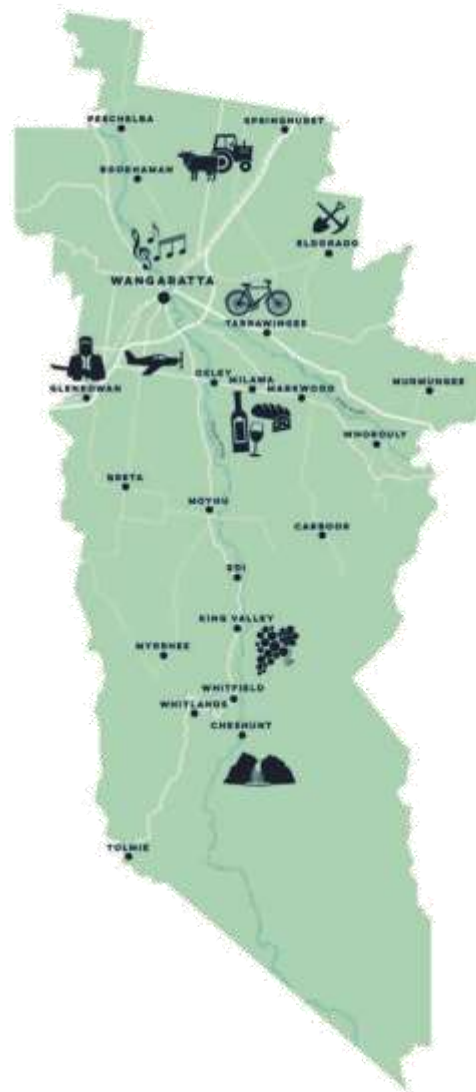 PEECHELBA
SPRINGHURST
BOORHAMAN
ELDORADO
WANGARATTA
TARRAWINGEE
GLENROWAN
OXLEY
MILAWA
MARKWOOD
MURMUNGEE
WHOROULY
GRETA
MOYHU
CARBOOR
EDI
KING VALLEY
MYRRHEE
WHITFIELD
WHITLANDS
CHESHUNT
TOLMIE